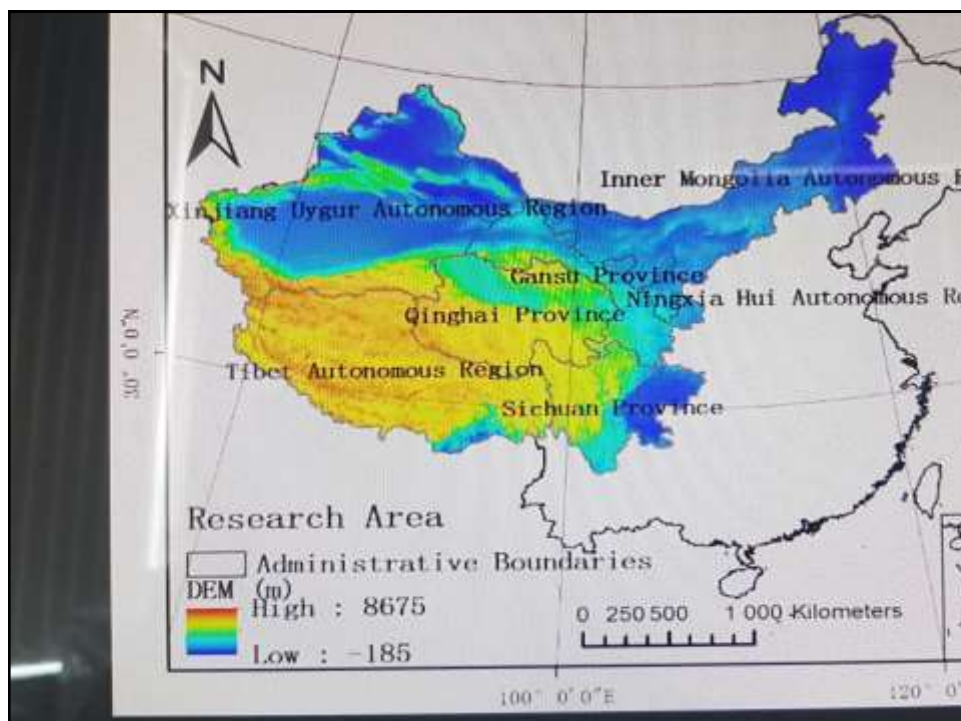 N
Inner Mongolia Autonomous
Xinjiang Uygur Autonomous Region
Gansu Province
Ningxia Hui Autonomous
Qinghai Province
Tibet Autonomous Region
Sichuan Province
30° 0' 0"N
Research Area
Administrative Boundaries
DEM (m)
High : 8675
Low : -185
0 250 500 1 000 Kilometers
100° 0'0"E
120° 0'